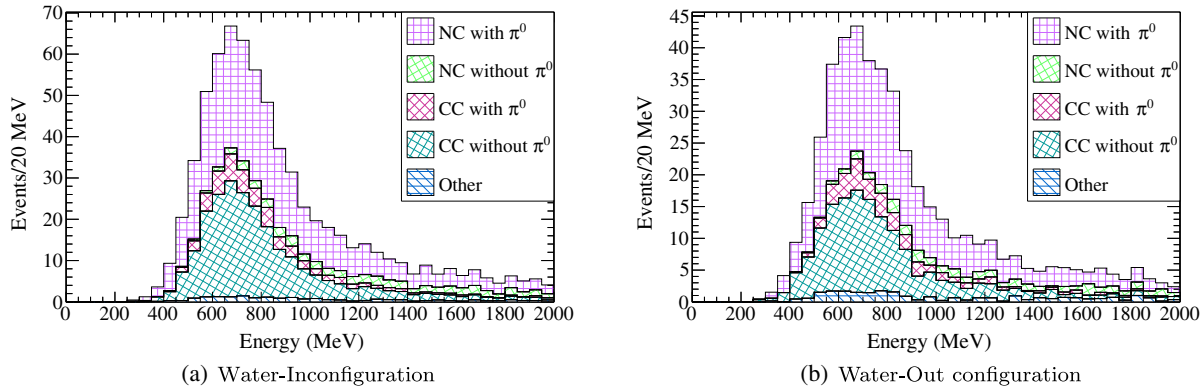 70
60
50
40
30
20
10
0
Events/20 MeV
0 200 400 600 800 1000 1200 1400 1600 1800 2000
Energy (MeV)
NC with π⁰
NC without π⁰
CC with π⁰
CC without π⁰
Other
(a) Water-Inconfiguration
45
40
35
30
25
20
15
10
5
0
Events/20 MeV
0 200 400 600 800 1000 1200 1400 1600 1800 2000
Energy (MeV)
NC with π⁰
NC without π⁰
CC with π⁰
CC without π⁰
Other
(b) Water-Out configuration